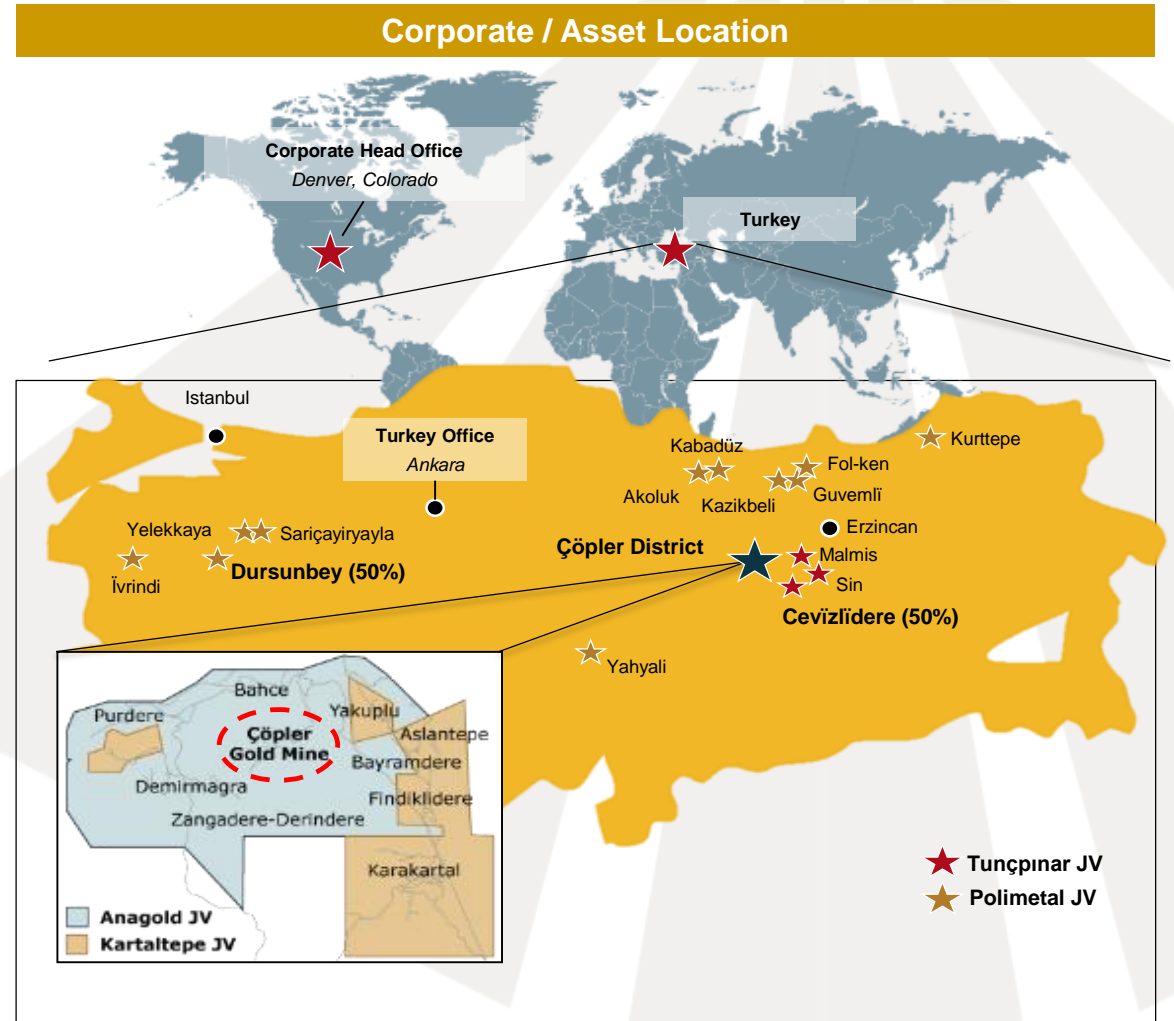 Corporate / Asset Location
Corporate Head Office
Denver, Colorado
Turkey
Istanbul
Turkey Office
Ankara
Kabadüz
Kurttepe
Fol-ken
Akoluk
Kazikbeli
Guvemlï
Yelekkaya
Sariçayiryayla
Erzincan
Çöpler District
Malmis
Ïvrindi
Dursunbey (50%)
Sin
Cevïzlïdere (50%)
Yahyali
Bahce
Purdere
Yakuplu
Çöpler
Gold Mine
Aslantepe
Bayramdere
Demirmagra
Findiklidere
Zangadere-Derindere
Karakartal
Anagold JV
Kartaltepe JV
Tunçpınar JV
Polimetal JV